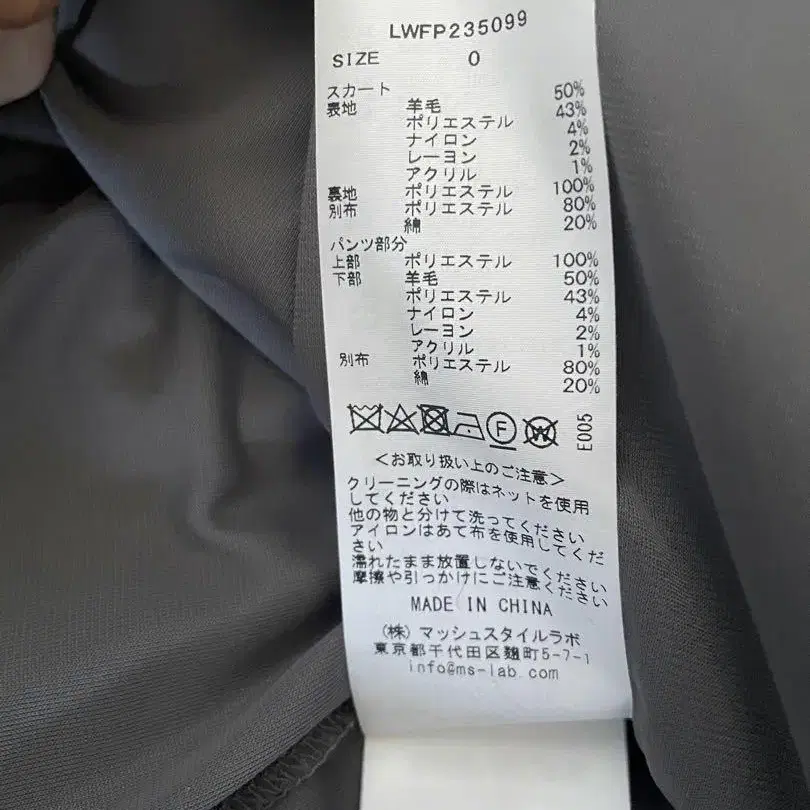 LWFP235099
SIZE 0
スカート
表地 羊毛 50%
ポリエステル 43%
ナイロン 4%
レーヨン 2%
アクリル 1%
裏地 ポリエステル 100%
別布 ポリエステル 80%
綿 20%
パンツ部分
上部 ポリエステル 100%
下部 羊毛 50%
ポリエステル 43%
ナイロン 4%
レーヨン 2%
アクリル 1%
別布 ポリエステル 80%
綿 20%
F W E005
<お取り扱い上のご注意>
クリーニングの際はネットを使用
してください
他の物と分けて洗ってください
アイロンはあて布を使用してくだ
さい
濡れたまま放置しないでください
摩擦や引っかけにご注意ください
MADE IN CHINA
(株) マッシュスタイルラボ
東京都千代田区麹町5-7-1
info@ms-lab.com